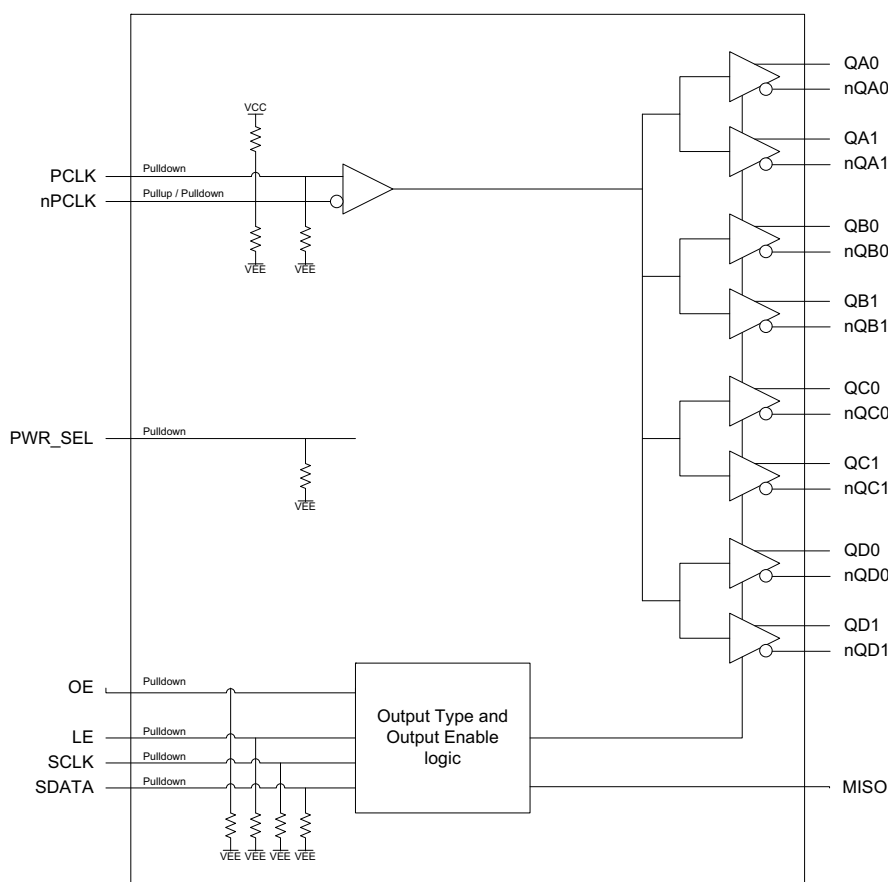 QA0
nQA0
VCC
QA1
PCLK
Pulldown
nQA1
nPCLK
Pullup / Pulldown
QB0
nQB0
VEE
VEE
QB1
nQB1
QC0
nQC0
PWR_SEL
Pulldown
QC1
nQC1
VEE
QD0
nQD0
QD1
nQD1
OE
Pulldown
Output Type and
Output Enable
logic
LE
Pulldown
SCLK
Pulldown
SDATA
Pulldown
MISO
VEE VEE VEE VEE